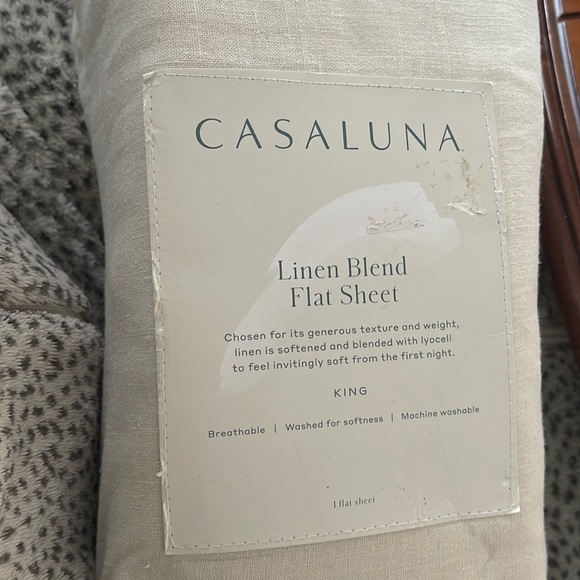 CASALUNA
Linen Blend
Flat Sheet
Chosen for its generous texture and weight,
linen is softened and blended with lyocell
to feel invitingly soft from the first night.
KING
Breathable | Washed for softness | Machine washable
1 flat sheet